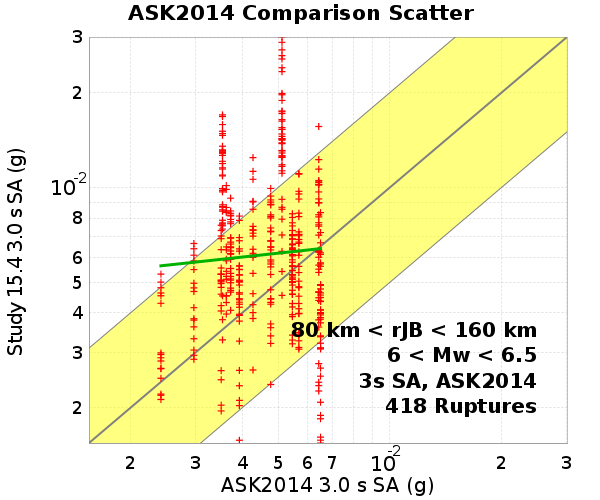 ASK2014 Comparison Scatter
3
2
10-2
8
6
5
4
3
2
Study 15.4 3.0 s SA (g)
80 km < rJB < 160 km
6 < Mw < 6.5
3s SA, ASK2014
418 Ruptures
2 3 4 5 6 7 10-2 2 3
ASK2014 3.0 s SA (g)